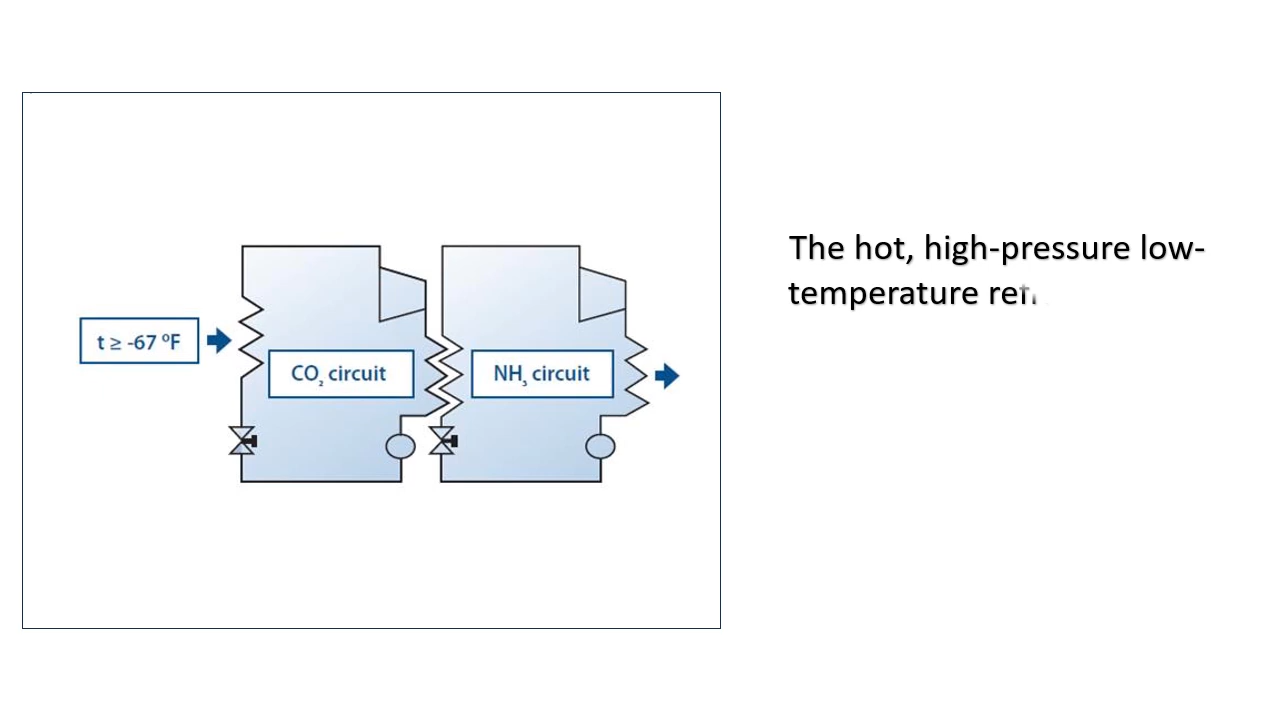 t ≥ -67 ºF
CO₂ circuit
NH₃ circuit
The hot, high-pressure low-
temperature